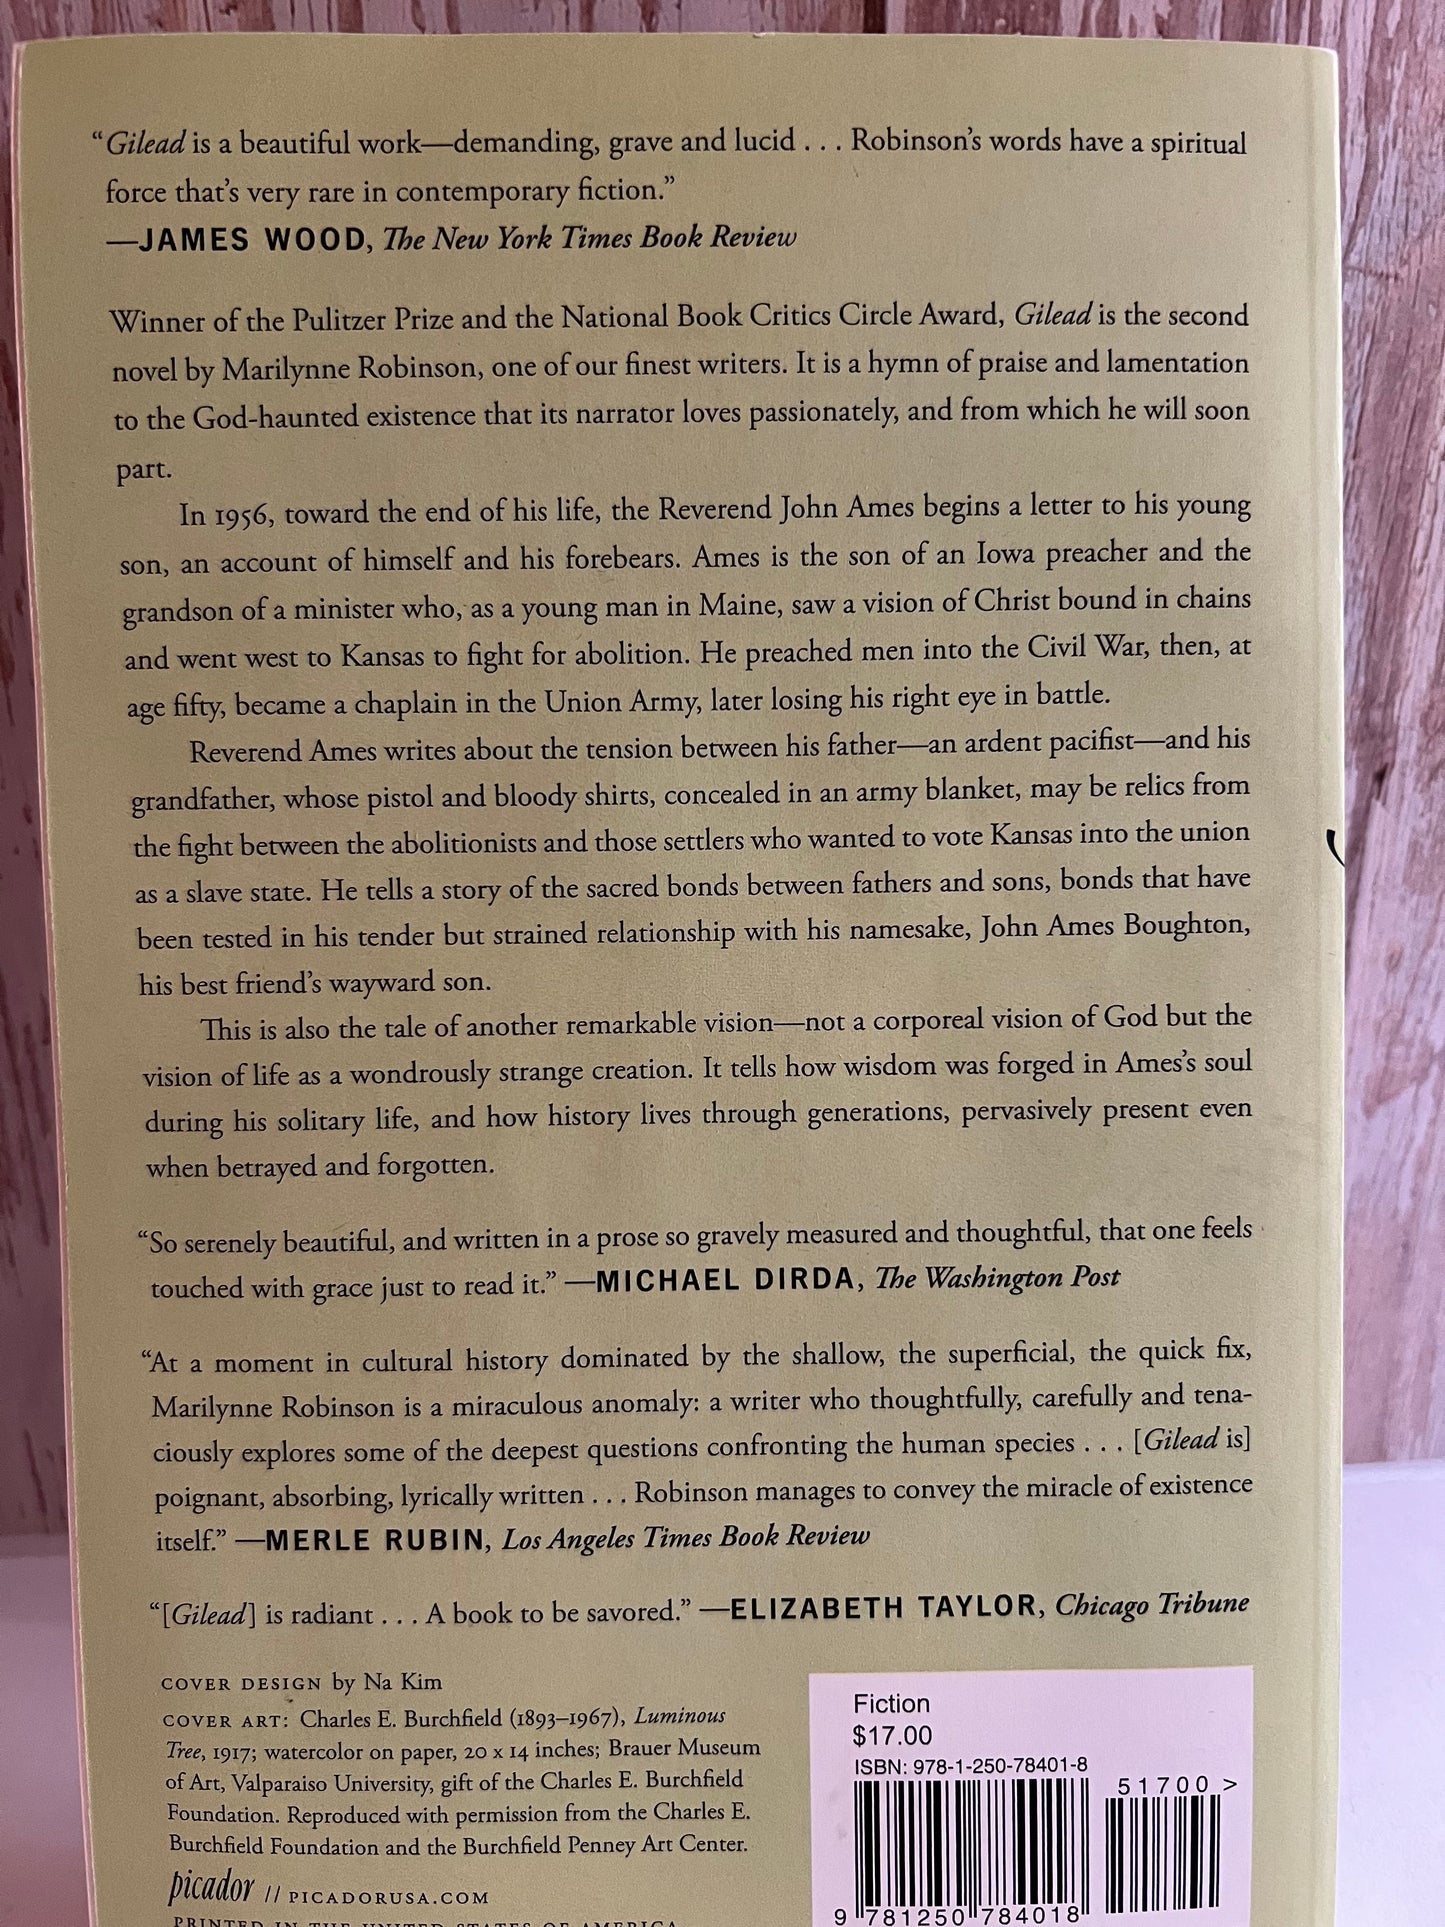 “Gilead is a beautiful work—demanding, grave and lucid . . . Robinson’s words have a spiritual
force that’s very rare in contemporary fiction.”
—JAMES WOOD, The New York Times Book Review
Winner of the Pulitzer Prize and the National Book Critics Circle Award, Gilead is the second
novel by Marilynne Robinson, one of our finest writers. It is a hymn of praise and lamentation
to the God-haunted existence that its narrator loves passionately, and from which he will soon
part.
In 1956, toward the end of his life, the Reverend John Ames begins a letter to his young
son, an account of himself and his forebears. Ames is the son of an Iowa preacher and the
grandson of a minister who, as a young man in Maine, saw a vision of Christ bound in chains
and went west to Kansas to fight for abolition. He preached men into the Civil War, then, at
age fifty, became a chaplain in the Union Army, later losing his right eye in battle.
Reverend Ames writes about the tension between his father—an ardent pacifist—and his
grandfather, whose pistol and bloody shirts, concealed in an army blanket, may be relics from
the fight between the abolitionists and those settlers who wanted to vote Kansas into the union
as a slave state. He tells a story of the sacred bonds between fathers and sons, bonds that have
been tested in his tender but strained relationship with his namesake, John Ames Boughton,
his best friend’s wayward son.
This is also the tale of another remarkable vision—not a corporeal vision of God but the
vision of life as a wondrously strange creation. It tells how wisdom was forged in Ames’s soul
during his solitary life, and how history lives through generations, pervasively present even
when betrayed and forgotten.
“So serenely beautiful, and written in a prose so gravely measured and thoughtful, that one feels
touched with grace just to read it.” —MICHAEL DIRDA, The Washington Post
“At a moment in cultural history dominated by the shallow, the superficial, the quick fix,
Marilynne Robinson is a miraculous anomaly: a writer who thoughtfully, carefully and tena-
ciously explores some of the deepest questions confronting the human species . . . [Gilead is]
poignant, absorbing, lyrically written . . . Robinson manages to convey the miracle of existence
itself.” —MERLE RUBIN, Los Angeles Times Book Review
“[Gilead] is radiant . . . A book to be savored.” —ELIZABETH TAYLOR, Chicago Tribune
COVER DESIGN by Na Kim
COVER ART: Charles E. Burchfield (1893–1967), Luminous
Tree, 1917; watercolor on paper, 20 x 14 inches; Brauer Museum
of Art, Valparaiso University, gift of the Charles E. Burchfield
Foundation. Reproduced with permission from the Charles E.
Burchfield Foundation and the Burchfield Penney Art Center.
picador // PICADORUSA.COM
PRINTED IN THE UNITED STATES OF AMERICA
Fiction
$17.00
ISBN: 978-1-250-78401-8
51700 >
9 781250 784018